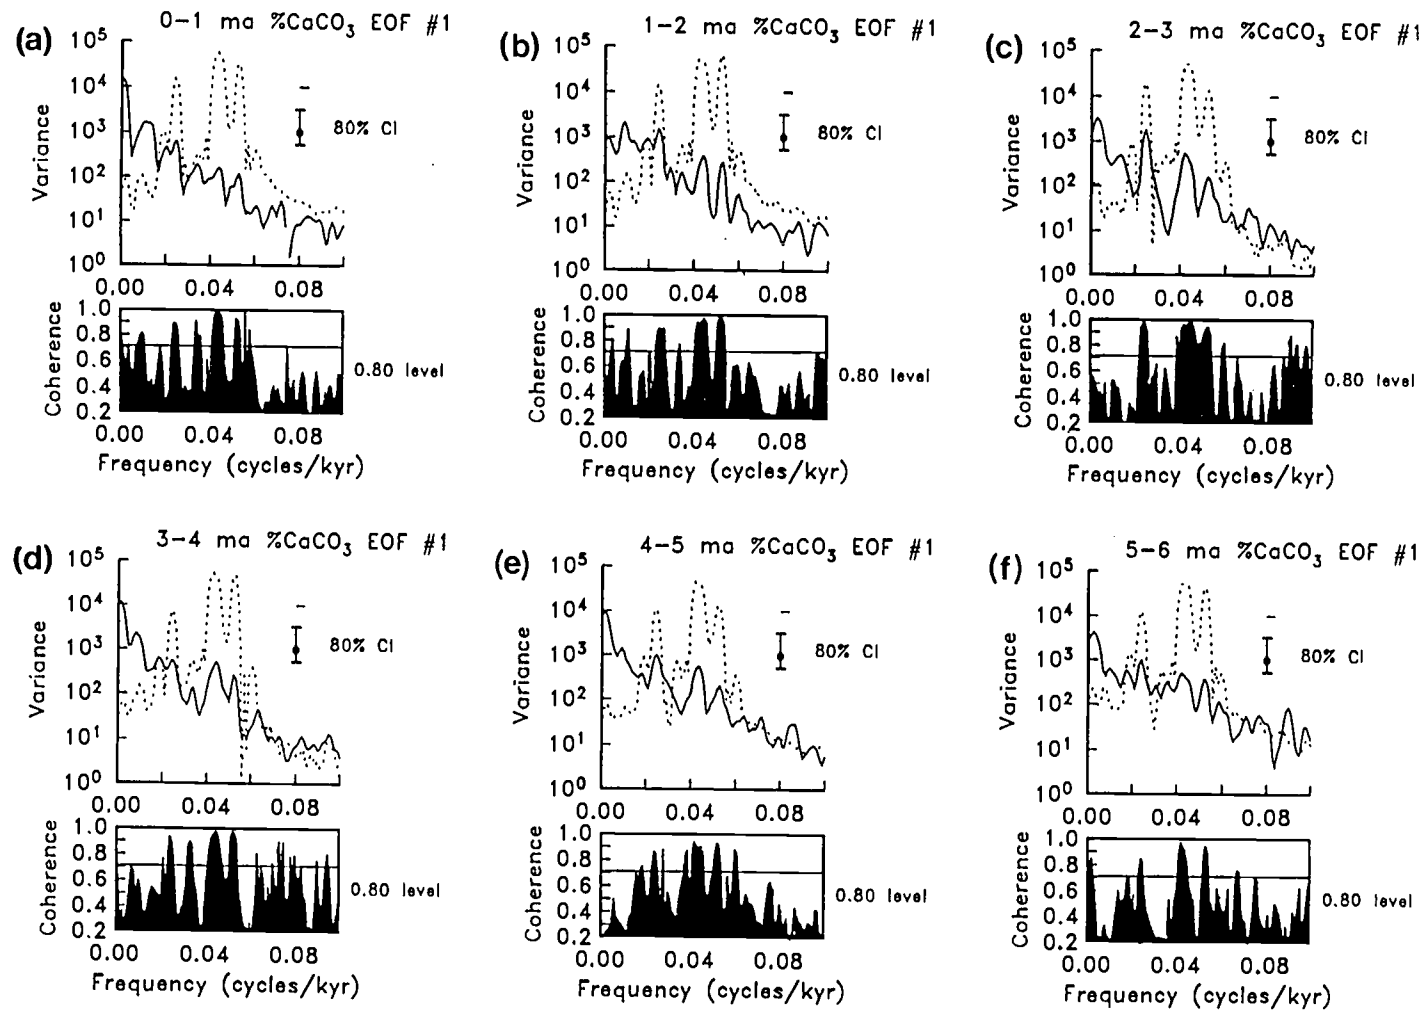 (a) 0-1 ma %CaCO3 EOF #1
10^5
10^4
10^3
10^2
10^1
10^0
Variance
80% CI
0.00 0.04 0.08
1.0
0.8
0.6
0.4
0.2
Coherence
0.80 level
0.00 0.04 0.08
Frequency (cycles/kyr)
(b) 1-2 ma %CaCO3 EOF #1
10^5
10^4
10^3
10^2
10^1
10^0
Variance
80% CI
0.00 0.04 0.08
1.0
0.8
0.6
0.4
0.2
Coherence
0.80 level
0.00 0.04 0.08
Frequency (cycles/kyr)
(c) 2-3 ma %CaCO3 EOF #1
10^5
10^4
10^3
10^2
10^1
10^0
Variance
80% CI
0.00 0.04 0.08
1.0
0.8
0.6
0.4
0.2
Coherence
0.80 level
0.00 0.04 0.08
Frequency (cycles/kyr)
(d) 3-4 ma %CaCO3 EOF #1
10^5
10^4
10^3
10^2
10^1
10^0
Variance
80% CI
0.00 0.04 0.08
1.0
0.8
0.6
0.4
0.2
Coherence
0.80 level
0.00 0.04 0.08
Frequency (cycles/kyr)
(e) 4-5 ma %CaCO3 EOF #1
10^5
10^4
10^3
10^2
10^1
10^0
Variance
80% CI
0.00 0.04 0.08
1.0
0.8
0.6
0.4
0.2
Coherence
0.80 level
0.00 0.04 0.08
Frequency (cycles/kyr)
(f) 5-6 ma %CaCO3 EOF #1
10^5
10^4
10^3
10^2
10^1
10^0
Variance
80% CI
0.00 0.04 0.08
1.0
0.8
0.6
0.4
0.2
Coherence
0.80 level
0.00 0.04 0.08
Frequency (cycles/kyr)